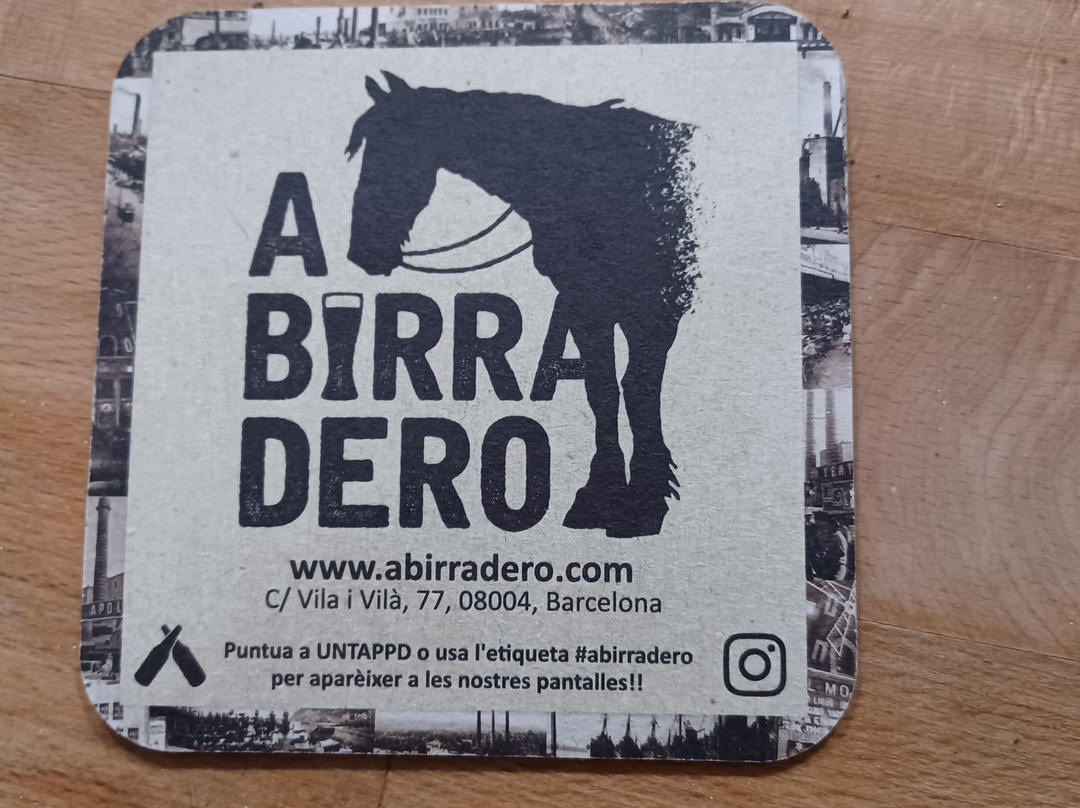 A
BIRRA
DERO
www.abirradero.com
C/ Vila i Vilà, 77, 08004, Barcelona
Puntua a UNTAPPD o usa l'etiqueta #abirradero
per aparèixer a les nostres pantalles!!